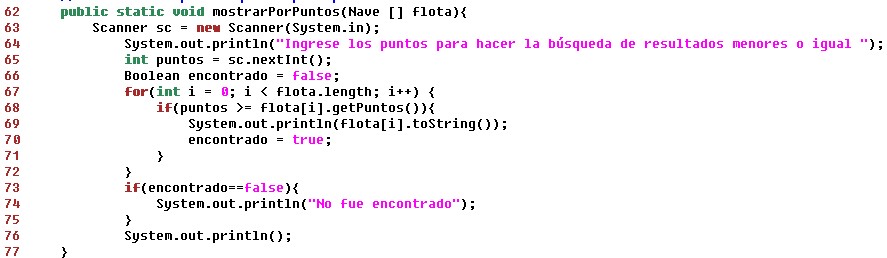 62     public static void mostrarPorPuntos(Nave [] flota){
63         Scanner sc = new Scanner(System.in);
64             System.out.println("Ingrese los puntos para hacer la búsqueda de resultados menores o igual ");
65             int puntos = sc.nextInt();
66             Boolean encontrado = false;
67             for(int i = 0; i < flota.length; i++) {
68                 if(puntos >= flota[i].getPuntos()){
69                     System.out.println(flota[i].toString());
70                     encontrado = true;
71                 }
72             }
73             if(encontrado==false){
74                 System.out.println("No fue encontrado");
75             }
76             System.out.println();
77     }